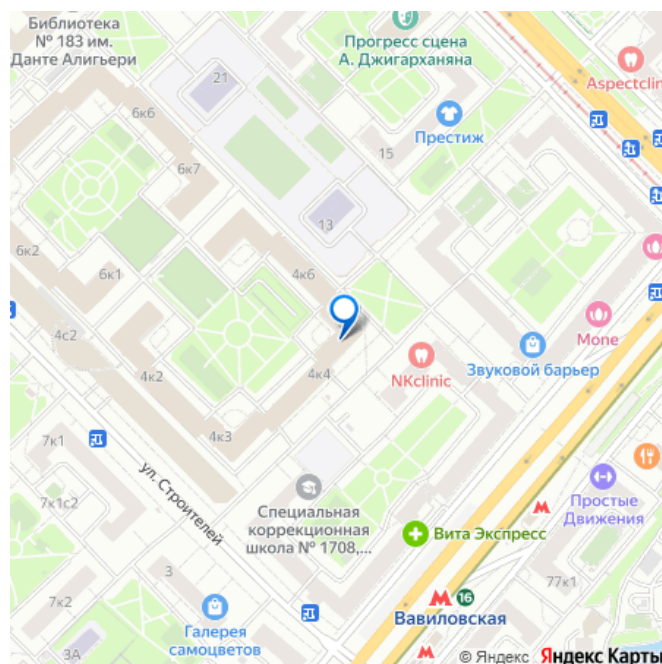 Библиотека
№ 183 им.
Данте Алигьери
Прогресс сцена
А. Джигарханяна
Aspectclin
21
6к6
Престиж
15
6к7
13
6к2
6к1
4к6
Mone
4с2
Звуковой барьер
NKclinic
4к4
4к2
4к3
7к1
ул. Строителей
7к1с2
Специальная
коррекционная
школа № 1708,...
Простые
Движения
Вита Экспресс
3
77к1
7к2
16
Вавиловская
Галерея
самоцветов
3А
© Яндекс Яндекс Карты